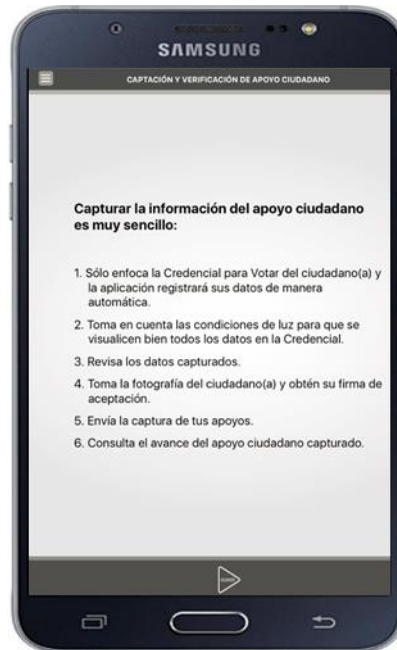 SAMSUNG
CAPTACIÓN Y VERIFICACIÓN DE APOYO CIUDADANO
Capturar la información del apoyo ciudadano
es muy sencillo:
1. Sólo enfoca la Credencial para Votar del ciudadano(a) y
la aplicación registrará sus datos de manera
automática.
2. Toma en cuenta las condiciones de luz para que se
visualicen bien todos los datos en la Credencial.
3. Revisa los datos capturados.
4. Toma la fotografía del ciudadano(a) y obtén su firma de
aceptación.
5. Envía la captura de tus apoyos.
6. Consulta el avance del apoyo ciudadano capturado.